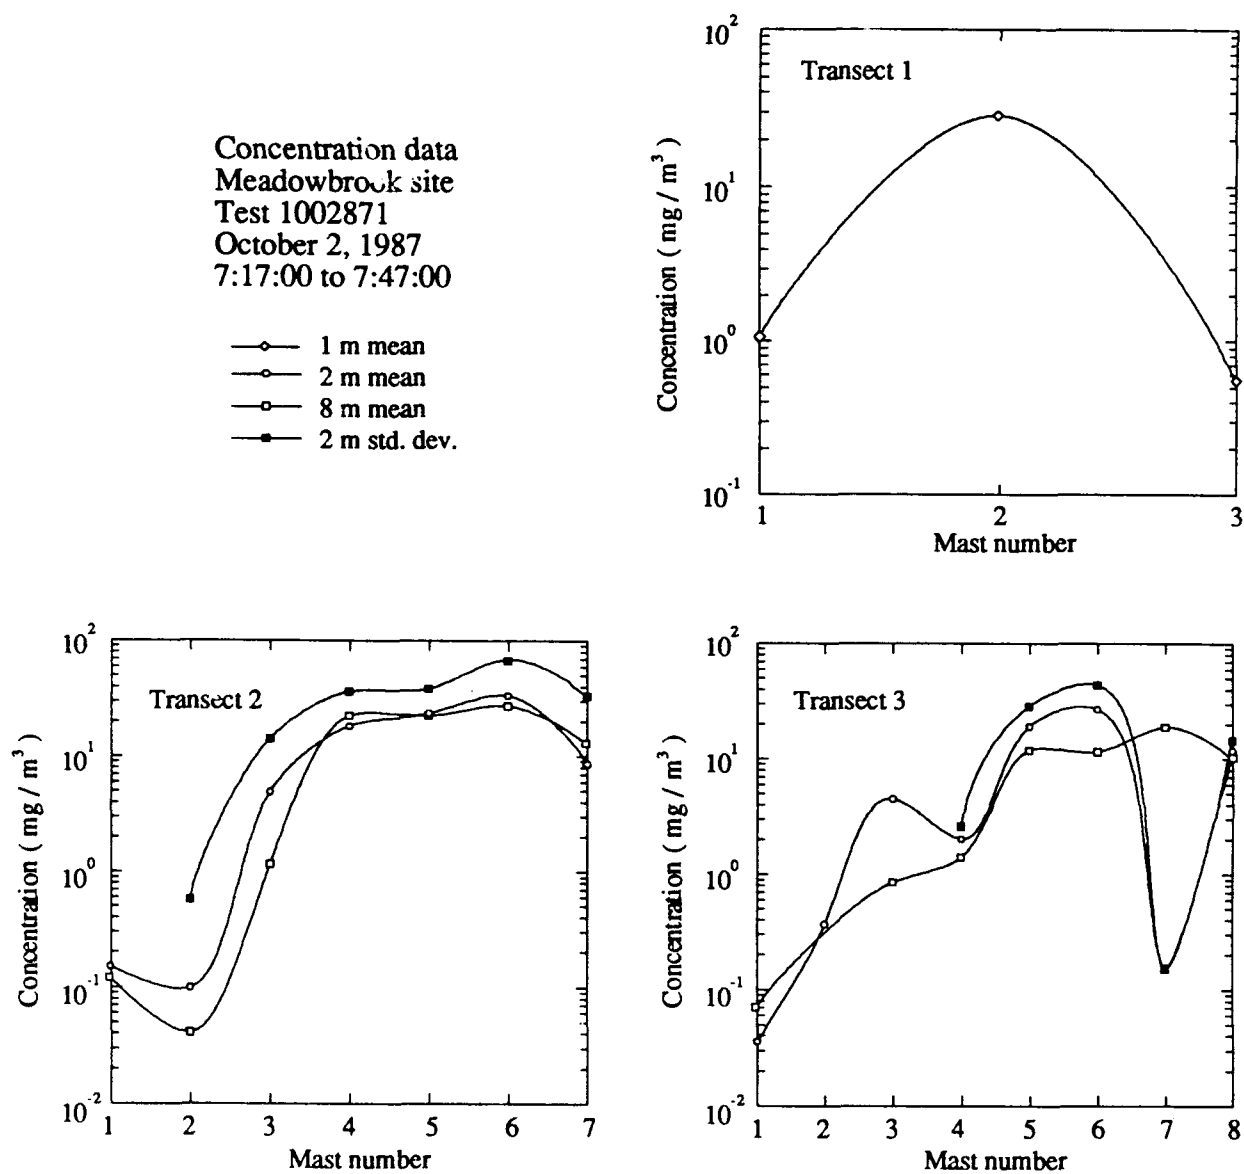 Concentration data
Meadowbrook site
Test 1002871
October 2, 1987
7:17:00 to 7:47:00
1 m mean
2 m mean
8 m mean
2 m std. dev.
Transect 1
Concentration ( mg / m³ )
10²
10¹
10⁰
10⁻¹
1 2 3
Mast number
Transect 2
Concentration ( mg / m³ )
10²
10¹
10⁰
10⁻¹
10⁻²
1 2 3 4 5 6 7
Mast number
Transect 3
Concentration ( mg / m³ )
10²
10¹
10⁰
10⁻¹
10⁻²
1 2 3 4 5 6 7 8
Mast number